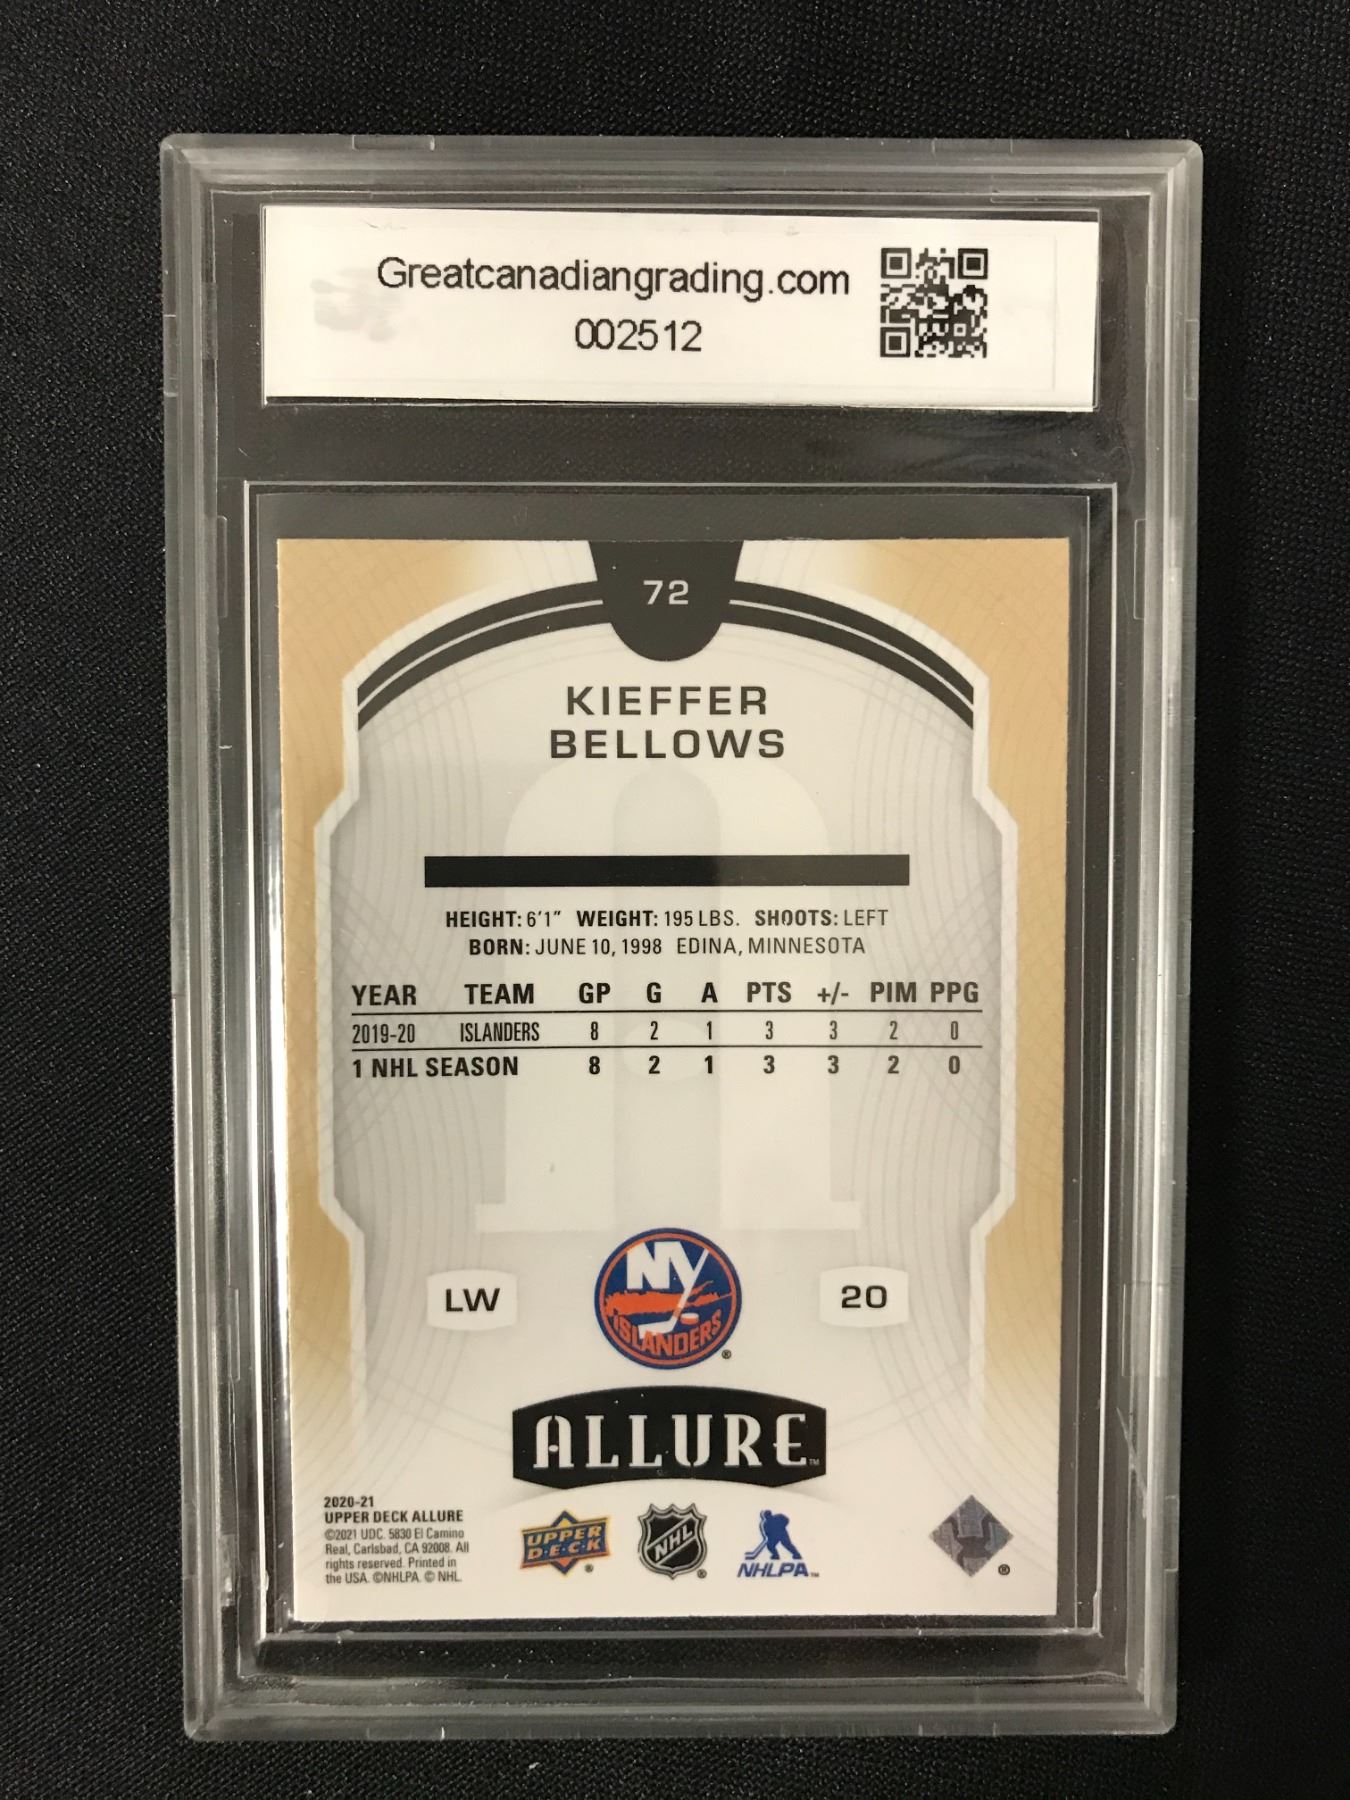 Greatcanadiangrading.com
002512
72
KIEFFER
BELLOWS
HEIGHT: 6'1" WEIGHT: 195 LBS. SHOOTS: LEFT
BORN: JUNE 10, 1998 EDINA, MINNESOTA
YEAR TEAM GP G A PTS +/- PIM PPG
2019-20 ISLANDERS 8 2 1 3 3 2 0
1 NHL SEASON 8 2 1 3 3 2 0
LW
NY
ISLANDERS
®
20
ALLURE™
2020-21
UPPER DECK ALLURE
©2021 UDC. 5830 El Camino
Real, Carlsbad, CA 92008. All
rights reserved. Printed in
the USA. ©NHLPA. © NHL.
UPPER
D·E·C·K
®
NHL
®
NHLPA™
®